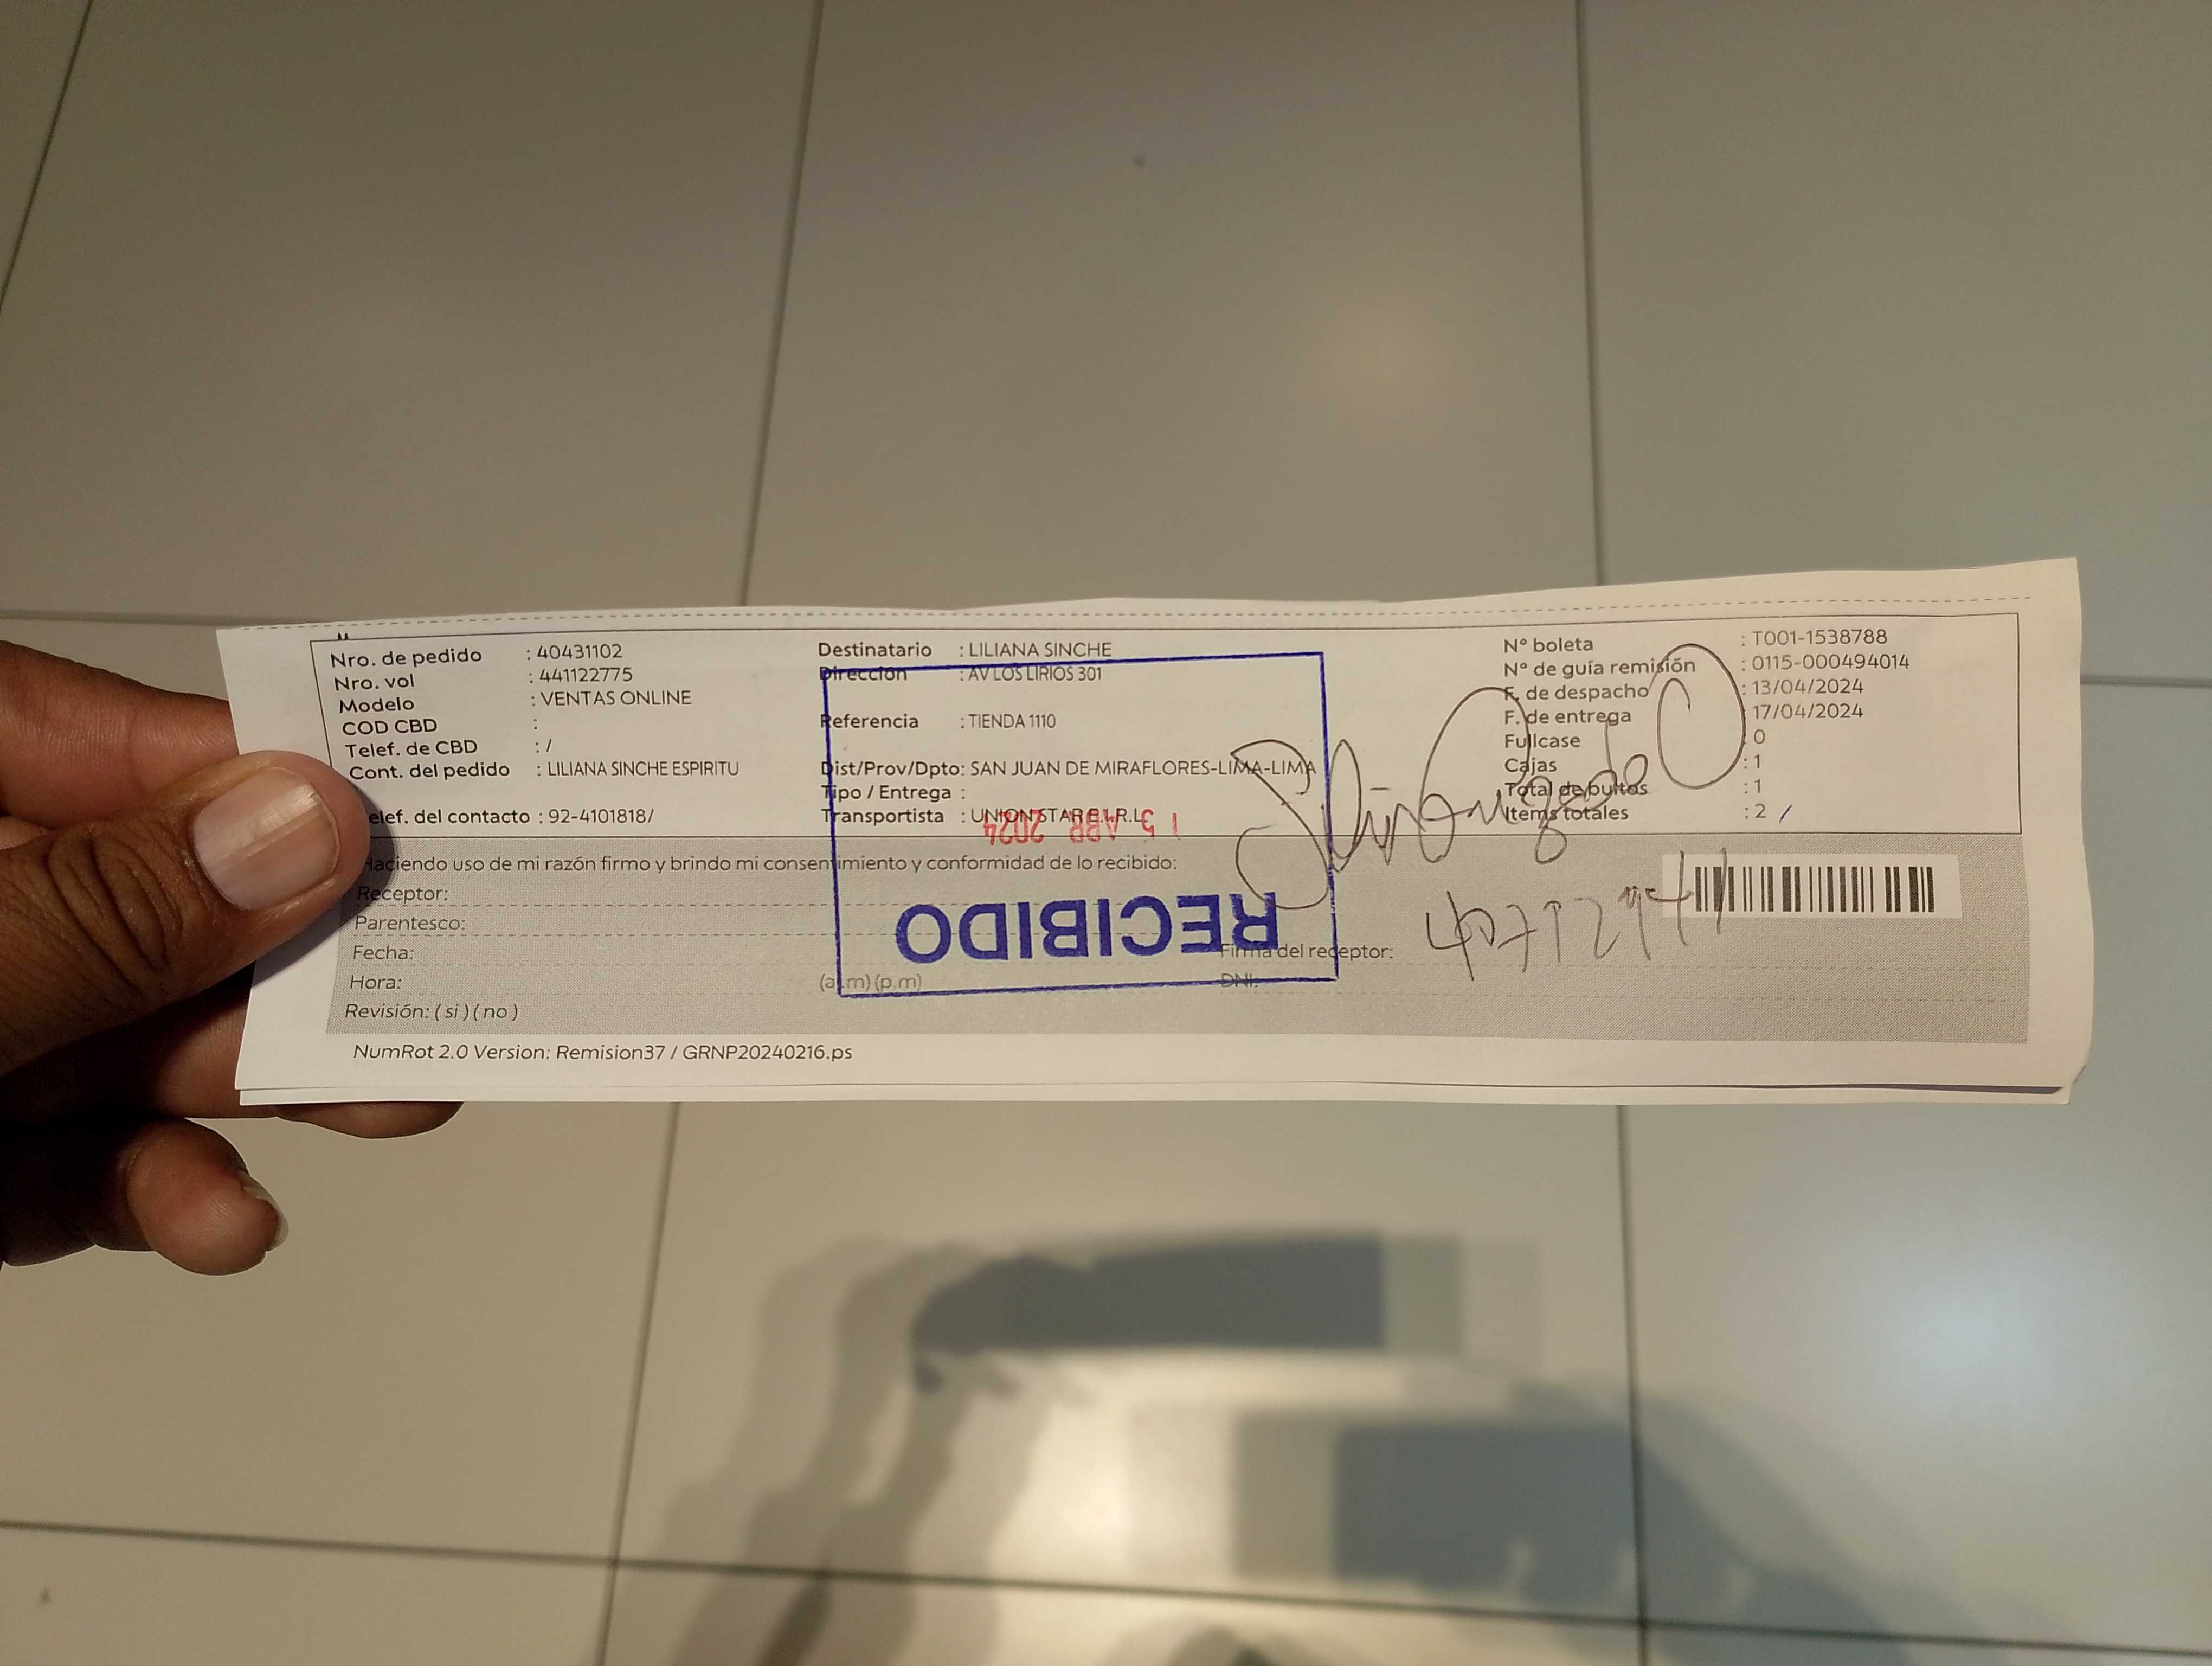 Nro. de pedido : 40431102
Nro. vol : 441122775
Modelo : VENTAS ONLINE
COD CBD :
Telef. de CBD : /
Cont. del pedido : LILIANA SINCHE ESPIRITU
elef. del contacto : 92-4101818/
Destinatario : LILIANA SINCHE
Dirección : AV LOS LIRIOS 301
Referencia : TIENDA 1110
Dist/Prov/Dpto: SAN JUAN DE MIRAFLORES-LIMA-LIMA
Tipo / Entrega :
Transportista : UNION STAR E.I.R.L
N° boleta : T001-1538788
N° de guía remisión : 0115-000494014
F. de despacho : 13/04/2024
F. de entrega : 17/04/2024
Fullcase : 0
Cajas : 1
Total de bultos : 1
Items totales : 2 /
15 ABR 2024
RECIBIDO
Haciendo uso de mi razón firmo y brindo mi consentimiento y conformidad de lo recibido:
Receptor:
Parentesco:
Fecha:
Hora: (a.m) (p.m)
Revisión: ( si ) ( no )
Firma del receptor:
DNI:
NumRot 2.0 Version: Remision37 / GRNP20240216.ps